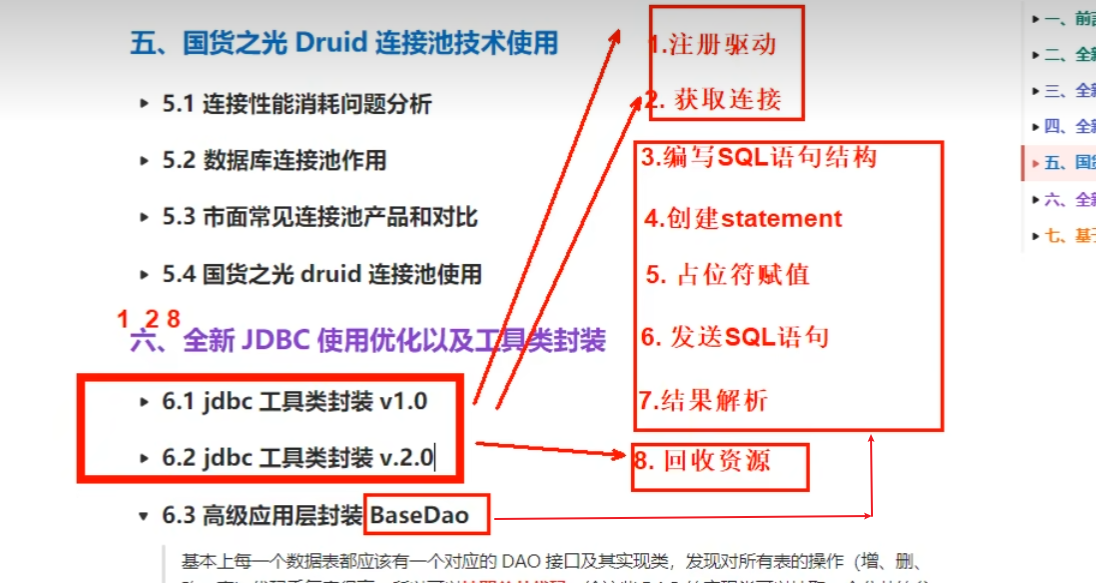 五、国货之光 Druid 连接池技术使用
5.1 连接性能消耗问题分析
5.2 数据库连接池作用
5.3 市面常见连接池产品和对比
5.4 国货之光 druid 连接池使用
1 2 8
六、全新 JDBC 使用优化以及工具类封装
6.1 jdbc 工具类封装 v1.0
6.2 jdbc 工具类封装 v.2.0
6.3 高级应用层封装 BaseDao
基本上每一个数据表都应该有一个对应的 DAO 接口及其实现类，发现对所有表的操作（增、删、
1.注册驱动
2. 获取连接
3.编写SQL语句结构
4.创建statement
5. 占位符赋值
6. 发送SQL语句
7.结果解析
8. 回收资源
一、前言
二、全新
三、全新
四、全新
五、国货
六、全新
七、基于